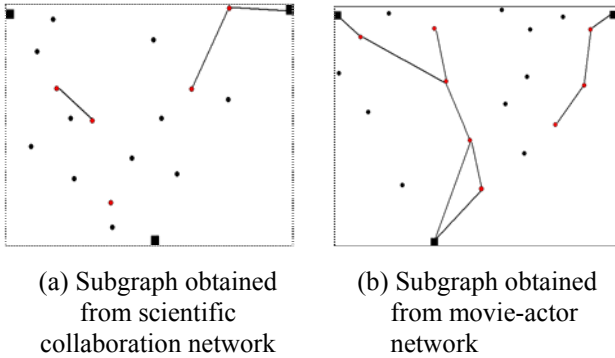 (a) Subgraph obtained
from scientific
collaboration network
(b) Subgraph obtained
from movie-actor
network